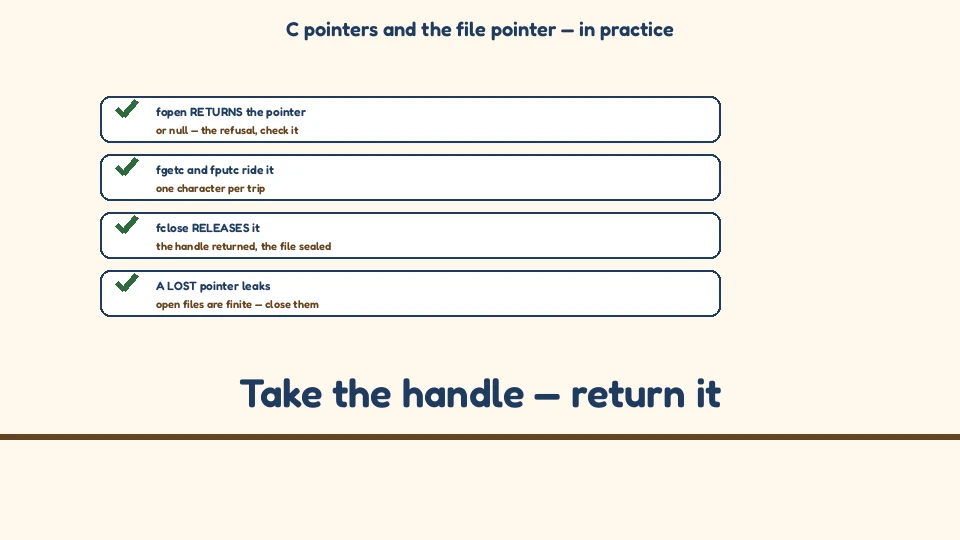 C pointers and the file pointer — in practice
fopen RETURNS the pointer
or null — the refusal, check it
fgetc and fputc ride it
one character per trip
fclose RELEASES it
the handle returned, the file sealed
A LOST pointer leaks
open files are finite — close them
Take the handle — return it